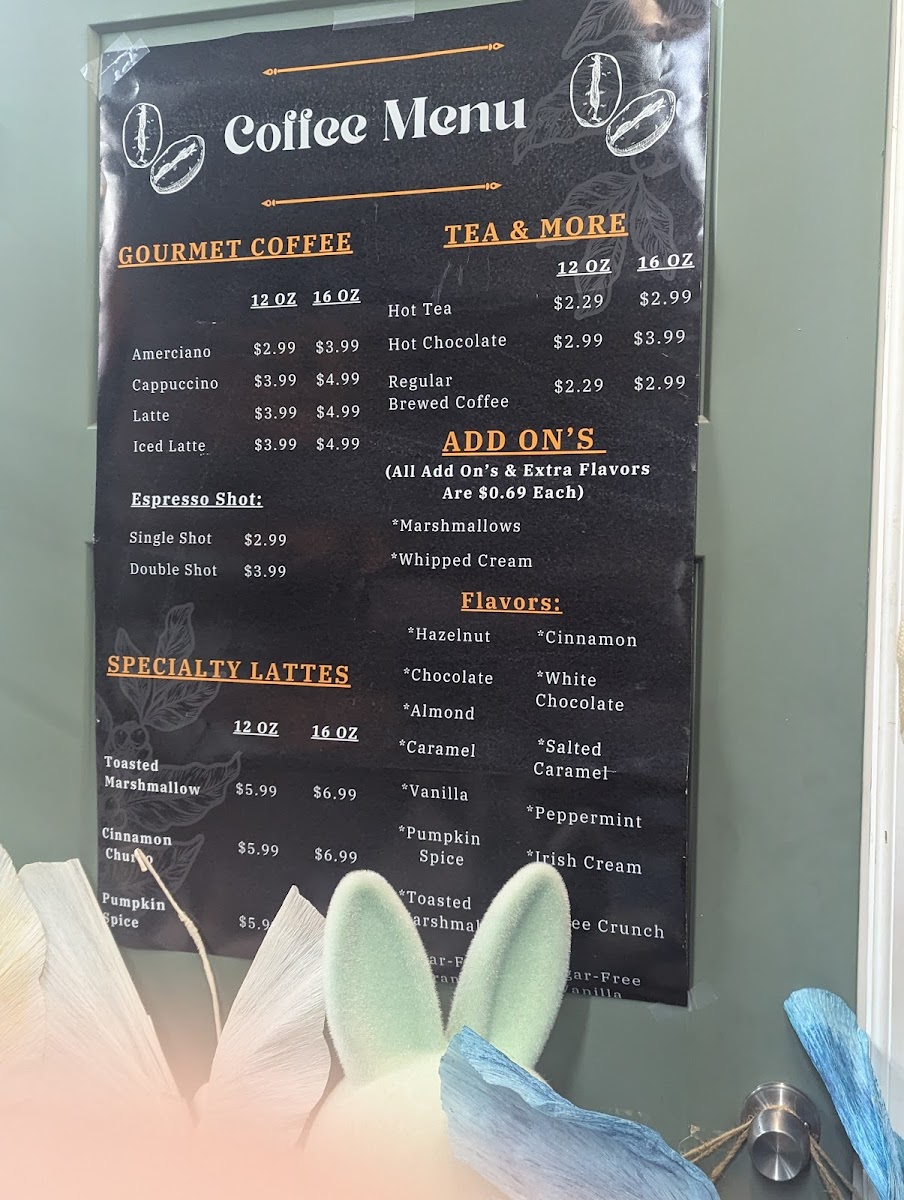 Coffee Menu
GOURMET COFFEE
12 OZ 16 OZ
Amerciano $2.99 $3.99
Cappuccino $3.99 $4.99
Latte $3.99 $4.99
Iced Latte $3.99 $4.99
Espresso Shot:
Single Shot $2.99
Double Shot $3.99
SPECIALTY LATTES
12 OZ 16 OZ
Toasted
Marshmallow $5.99 $6.99
Cinnamon
Churro $5.99 $6.99
Pumpkin
Spice
TEA & MORE
12 OZ 16 OZ
Hot Tea $2.29 $2.99
Hot Chocolate $2.99 $3.99
Regular
Brewed Coffee $2.29 $2.99
ADD ON'S
(All Add On's & Extra Flavors
Are $0.69 Each)
*Marshmallows
*Whipped Cream
Flavors:
*Hazelnut
*Chocolate
*Almond
*Caramel
*Vanilla
*Pumpkin
Spice
*Toasted
*Cinnamon
*White
Chocolate
*Salted
Caramel
*Peppermint
*Irish Cream
Crunch